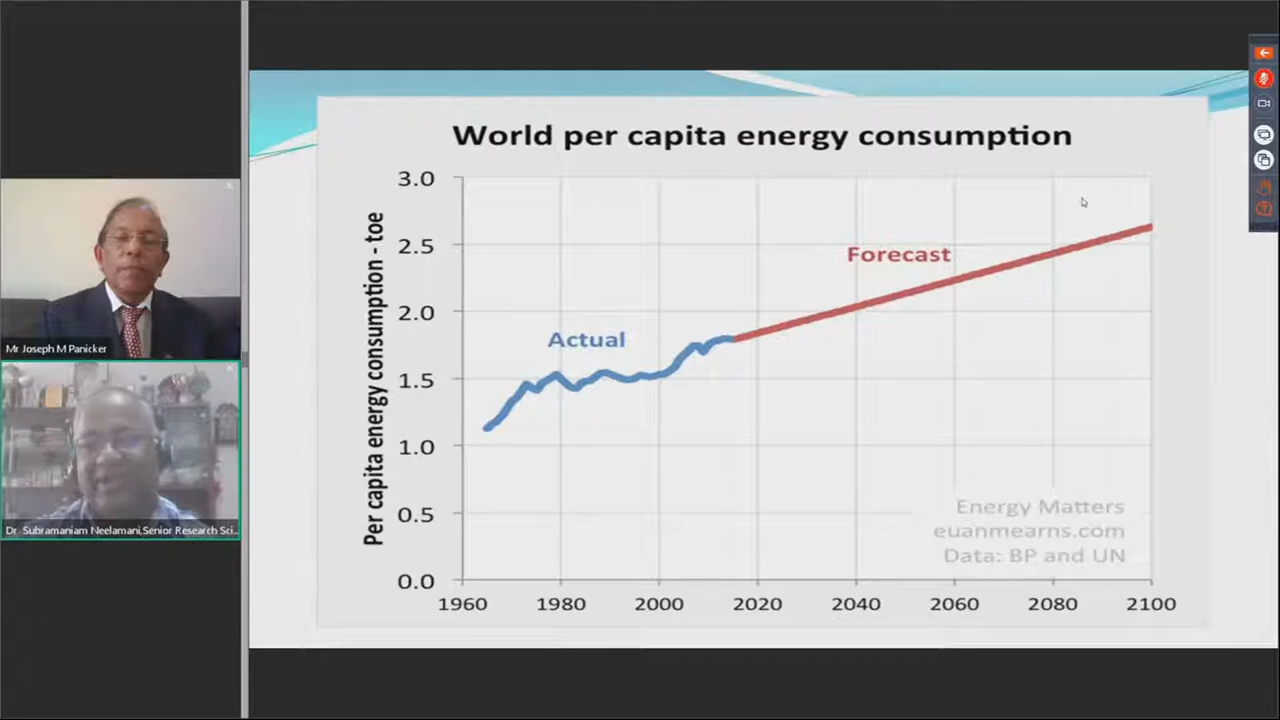 World per capita energy consumption
Per capita energy consumption - toe
3.0
2.5
2.0
1.5
1.0
0.5
0.0
1960 1980 2000 2020 2040 2060 2080 2100
Actual
Forecast
Energy Matters
euanmearns.com
Data: BP and UN
Mr Joseph M Panicker
Dr. Subramaniam Neelamani,Senior Research Sci...